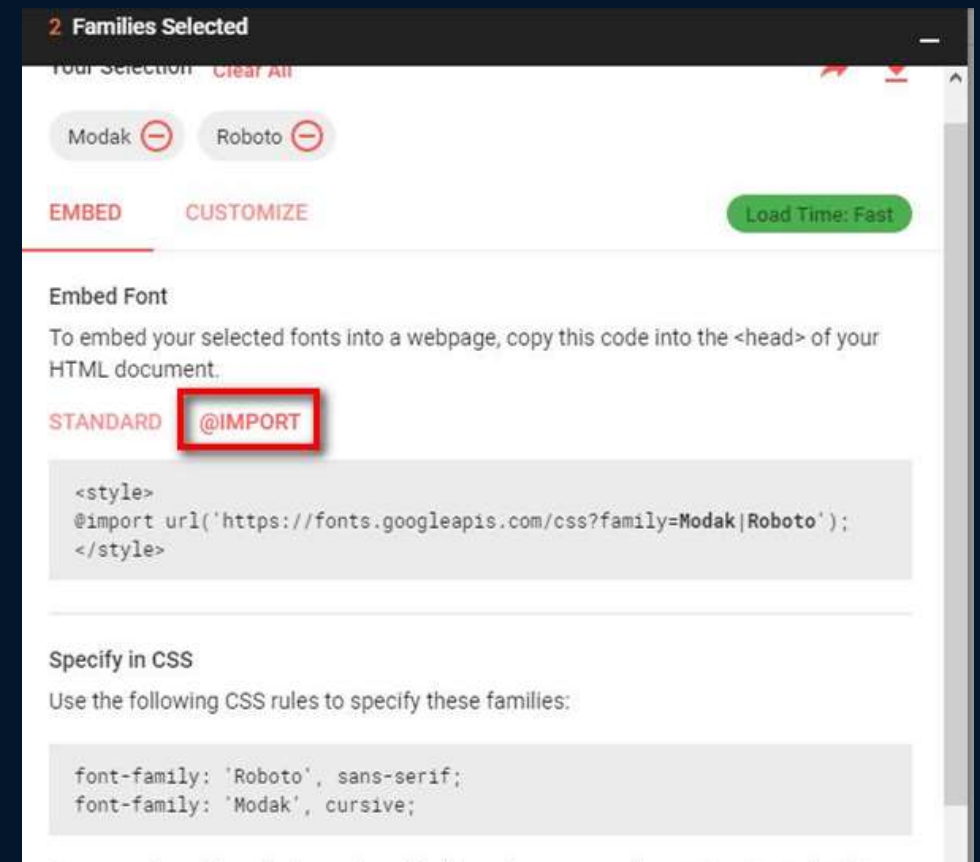 2 Families Selected
Your Selection Clear All
Modak Roboto
EMBED CUSTOMIZE Load Time: Fast
Embed Font
To embed your selected fonts into a webpage, copy this code into the <head> of your
HTML document.
STANDARD @IMPORT
<style>
@import url('https://fonts.googleapis.com/css?family=Modak|Roboto');
</style>
Specify in CSS
Use the following CSS rules to specify these families:
font-family: 'Roboto', sans-serif;
font-family: 'Modak', cursive;